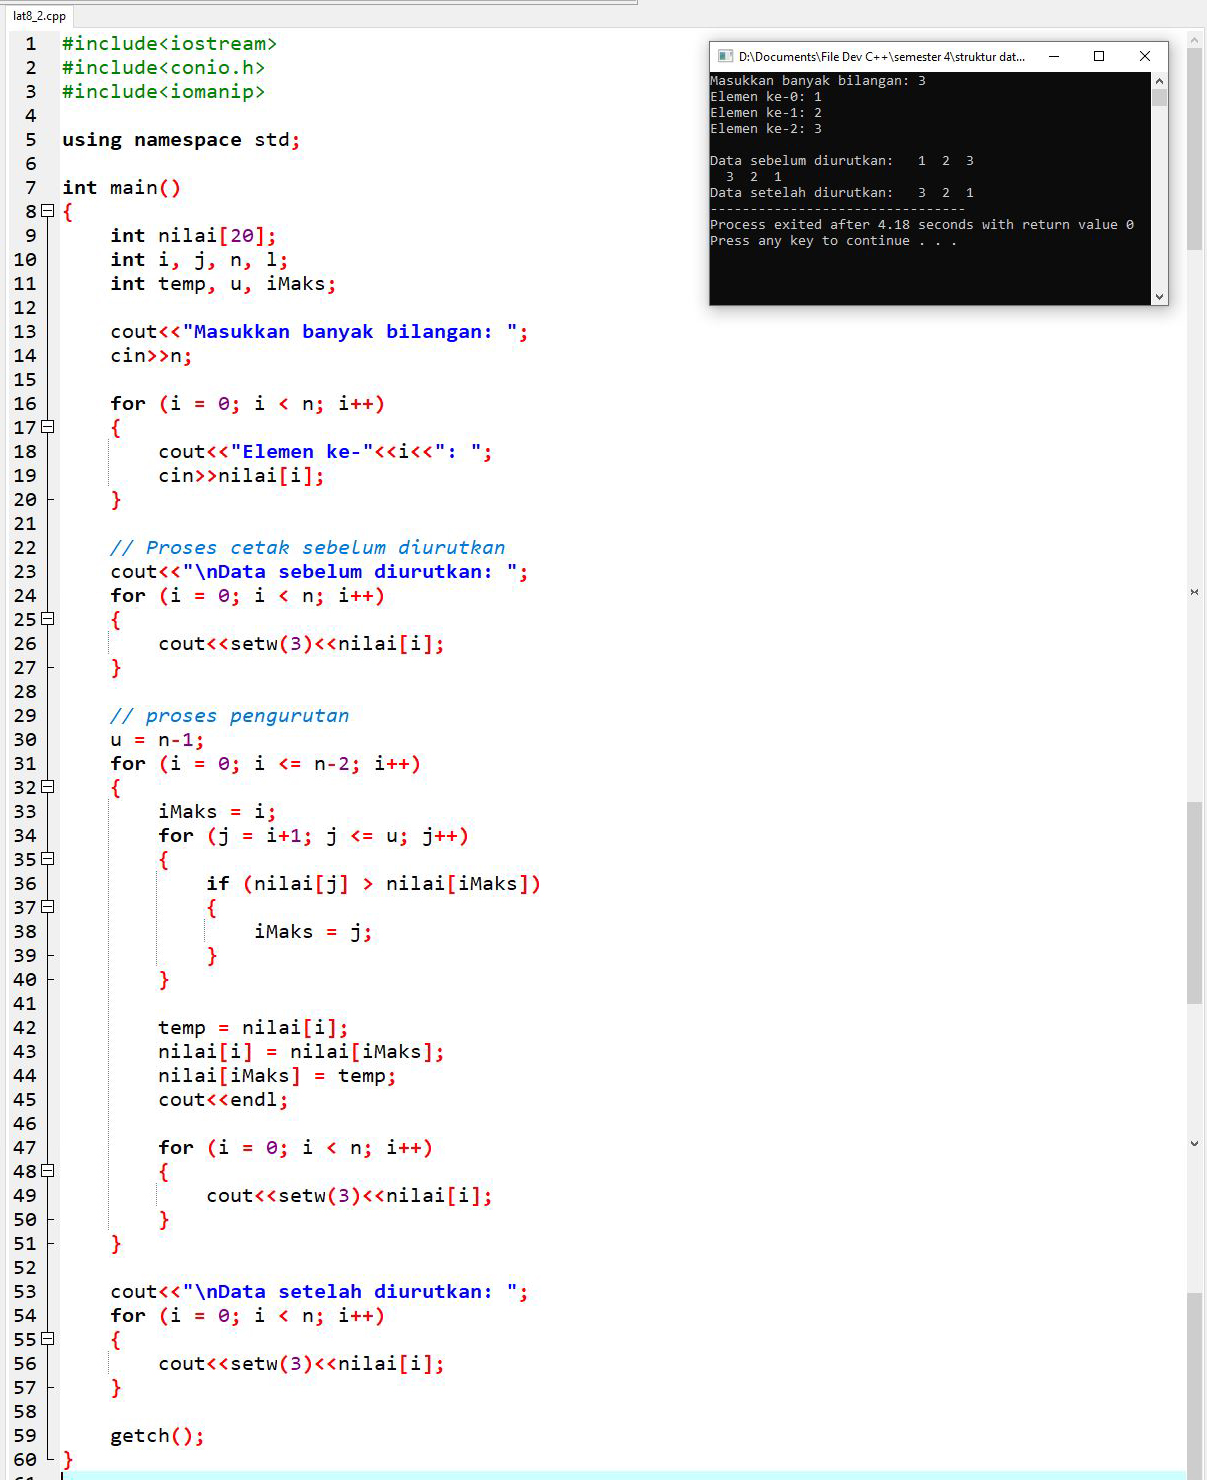 lat8_2.cpp
1 #include<iostream>
2 #include<conio.h>
3 #include<iomanip>
4
5 using namespace std;
6
7 int main()
8 {
9 int nilai[20];
10 int i, j, n, l;
11 int temp, u, iMaks;
12
13 cout<<"Masukkan banyak bilangan: ";
14 cin>>n;
15
16 for (i = 0; i < n; i++)
17 {
18 cout<<"Elemen ke-"<<i<<": ";
19 cin>>nilai[i];
20 }
21
22 // Proses cetak sebelum diurutkan
23 cout<<"\nData sebelum diurutkan: ";
24 for (i = 0; i < n; i++)
25 {
26 cout<<setw(3)<<nilai[i];
27 }
28
29 // proses pengurutan
30 u = n-1;
31 for (i = 0; i <= n-2; i++)
32 {
33 iMaks = i;
34 for (j = i+1; j <= u; j++)
35 {
36 if (nilai[j] > nilai[iMaks])
37 {
38 iMaks = j;
39 }
40 }
41
42 temp = nilai[i];
43 nilai[i] = nilai[iMaks];
44 nilai[iMaks] = temp;
45 cout<<endl;
46
47 for (i = 0; i < n; i++)
48 {
49 cout<<setw(3)<<nilai[i];
50 }
51 }
52
53 cout<<"\nData setelah diurutkan: ";
54 for (i = 0; i < n; i++)
55 {
56 cout<<setw(3)<<nilai[i];
57 }
58
59 getch();
60 }
61
D:\Documents\File Dev C++\semester 4\struktur dat...
Masukkan banyak bilangan: 3
Elemen ke-0: 1
Elemen ke-1: 2
Elemen ke-2: 3
Data sebelum diurutkan:   1  2  3
  3  2  1
Data setelah diurutkan:   3  2  1
--------------------------------
Process exited after 4.18 seconds with return value 0
Press any key to continue . . .